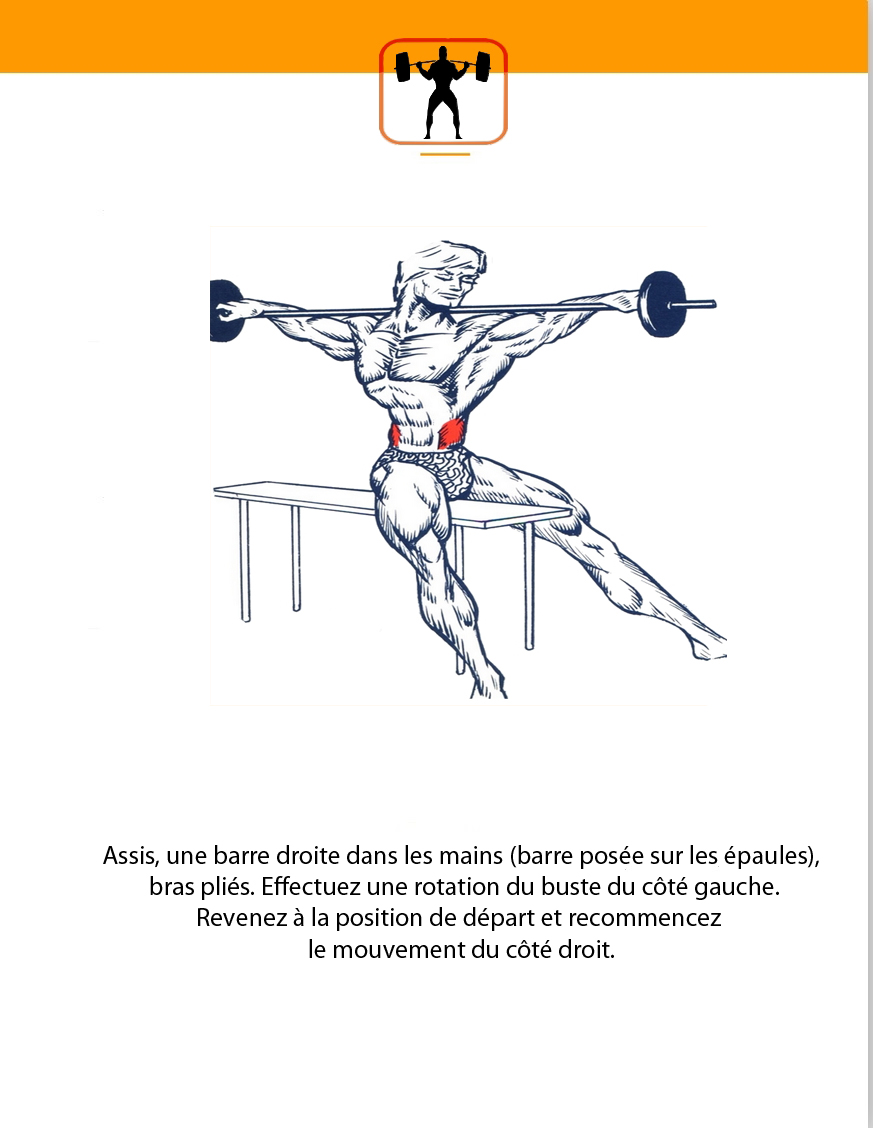 Assis, une barre droite dans les mains (barre posée sur les épaules),
bras pliés. Effectuez une rotation du buste du côté gauche.
Revenez à la position de départ et recommencez
le mouvement du côté droit.